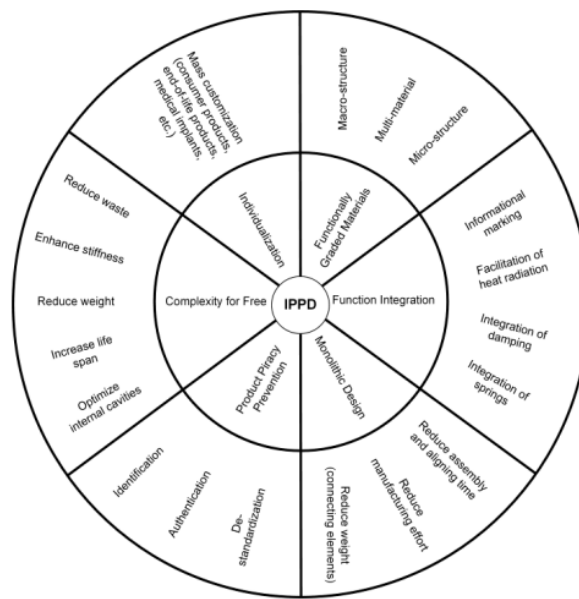 Mass customization
(consumer products,
end-of-life products,
medical implants,
etc.)
Macro-structure
Multi-material
Micro-structure
Individualization
Functionally
Graded Materials
Reduce waste
Enhance stiffness
Reduce weight
Increase life
span
Optimize
internal cavities
Complexity for Free
IPPD
Function Integration
Informational
marking
Facilitation of
heat radiation
Integration of
damping
Integration of
springs
Product Piracy
Prevention
Monolithic Design
Identification
Authentication
De-
standardization
Reduce weight
(connecting elements)
Reduce
manufacturing effort
Reduce assembly
and aligning time